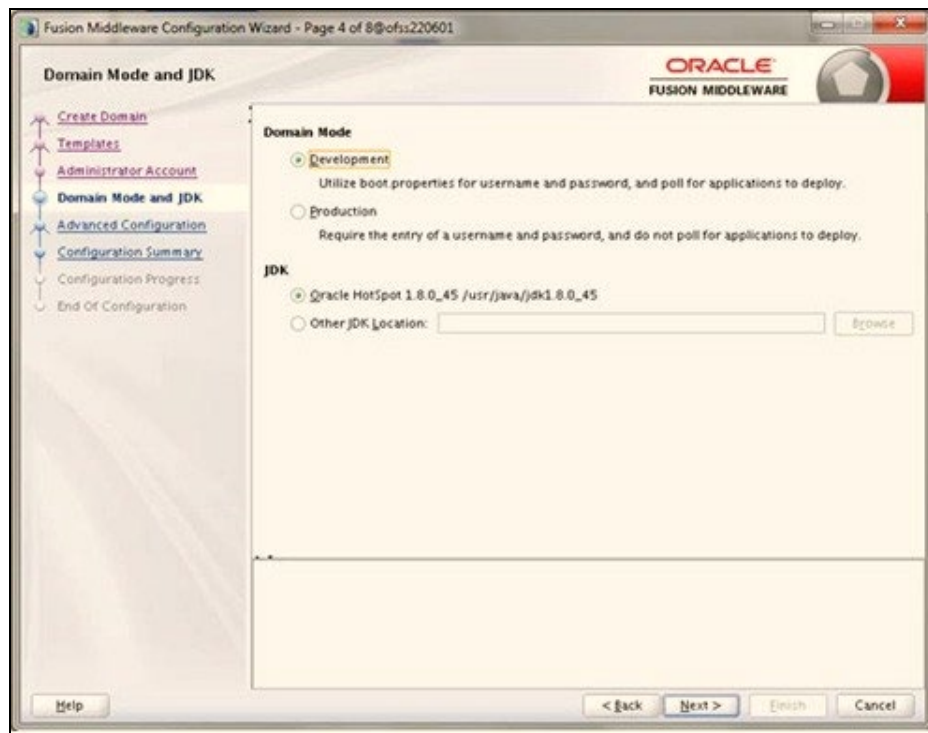 Fusion Middleware Configuration Wizard - Page 4 of 8@ofss220601
Domain Mode and JDK
ORACLE
FUSION MIDDLEWARE
Create Domain
Templates
Administrator Account
Domain Mode and JDK
Advanced Configuration
Configuration Summary
Configuration Progress
End Of Configuration
Domain Mode
Development
Utilize boot.properties for username and password, and poll for applications to deploy.
Production
Require the entry of a username and password, and do not poll for applications to deploy.
JDK
Oracle HotSpot 1.8.0_45 /usr/java/jdk1.8.0_45
Other JDK Location:
Browse
Help
< Back
Next >
Finish
Cancel